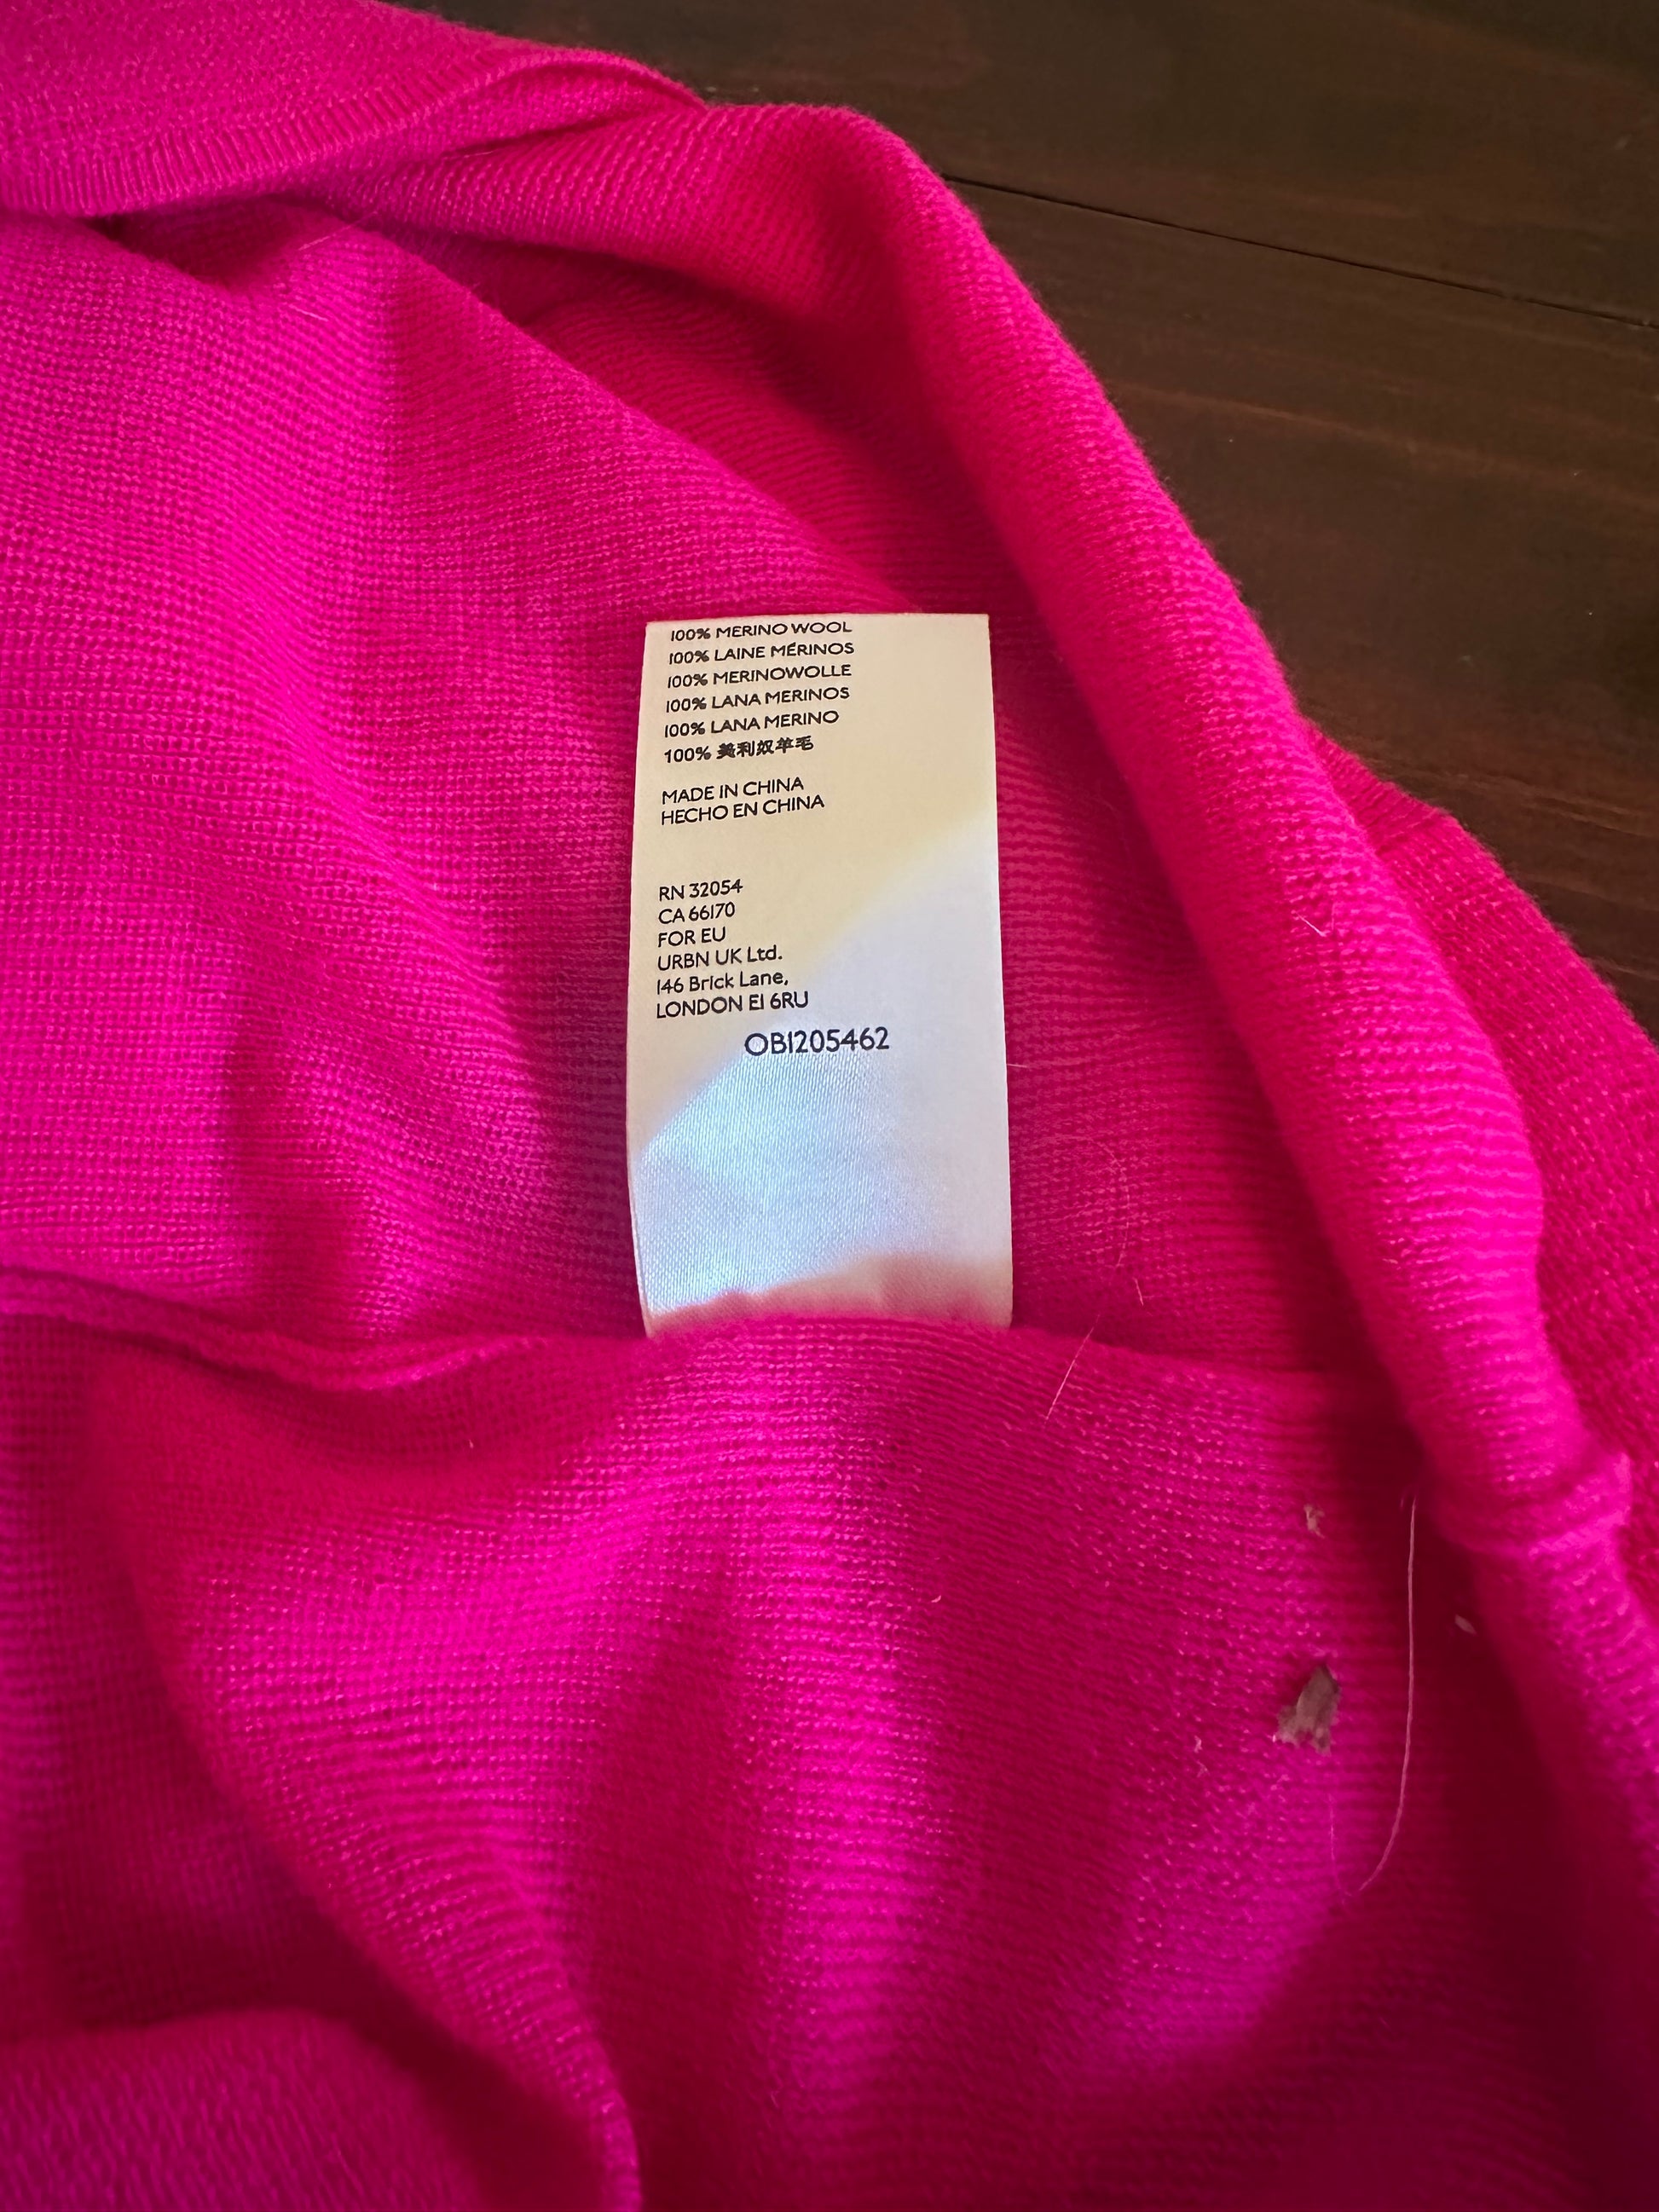 100% MERINO WOOL
100% LAINE MÉRINOS
100% MERINOWOLLE
100% LANA MERINOS
100% LANA MERINO
100% 美利奴羊毛
MADE IN CHINA
HECHO EN CHINA
RN 32054
CA 66170
FOR EU
URBN UK Ltd.
146 Brick Lane,
LONDON E1 6RU
OB1205462